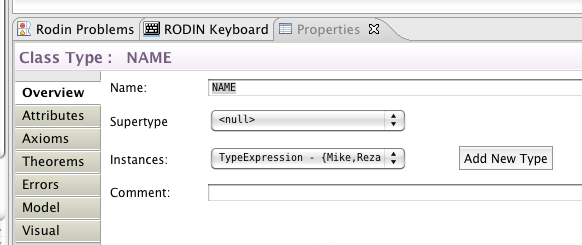 Rodin Problems RODIN Keyboard Properties
Class Type : NAME
Overview
Attributes
Axioms
Theorems
Errors
Model
Visual
Name: NAME
Supertype <null>
Instances: TypeExpression - {Mike,Reza Add New Type
Comment: